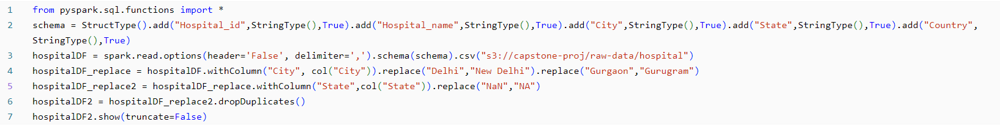 1 from pyspark.sql.functions import *
2 schema = StructType().add("Hospital_id",StringType(),True).add("Hospital_name",StringType(),True).add("City",StringType(),True).add("State",StringType(),True).add("Country",
StringType(),True)
3 hospitalDF = spark.read.options(header='False', delimiter=',').schema(schema).csv("s3://capstone-proj/raw-data/hospital")
4 hospitalDF_replace = hospitalDF.withColumn("City", col("City")).replace("Delhi","New Delhi").replace("Gurgaon","Gurugram")
5 hospitalDF_replace2 = hospitalDF_replace.withColumn("State",col("State")).replace("NaN","NA")
6 hospitalDF2 = hospitalDF_replace2.dropDuplicates()
7 hospitalDF2.show(truncate=False)